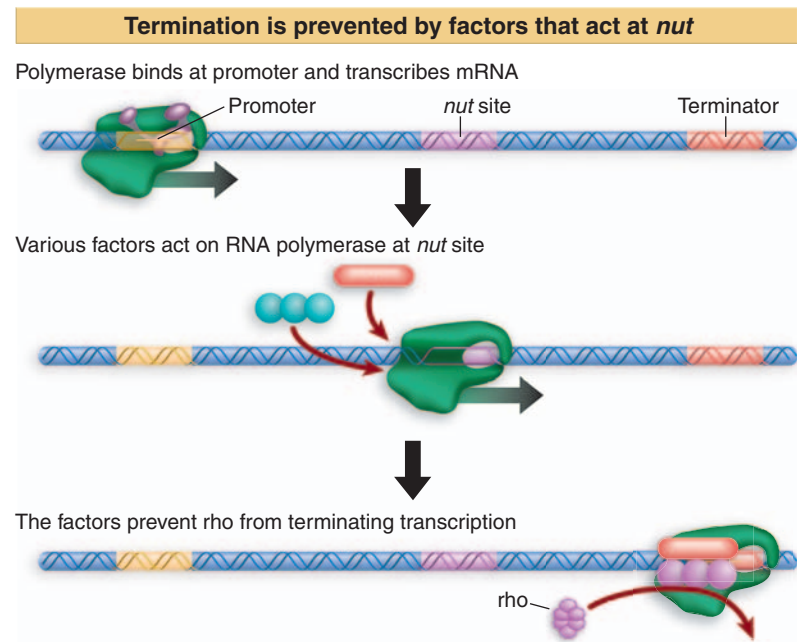 Termination is prevented by factors that act at nut
Polymerase binds at promoter and transcribes mRNA
Promoter
nut site
Terminator
Various factors act on RNA polymerase at nut site
The factors prevent rho from terminating transcription
rho